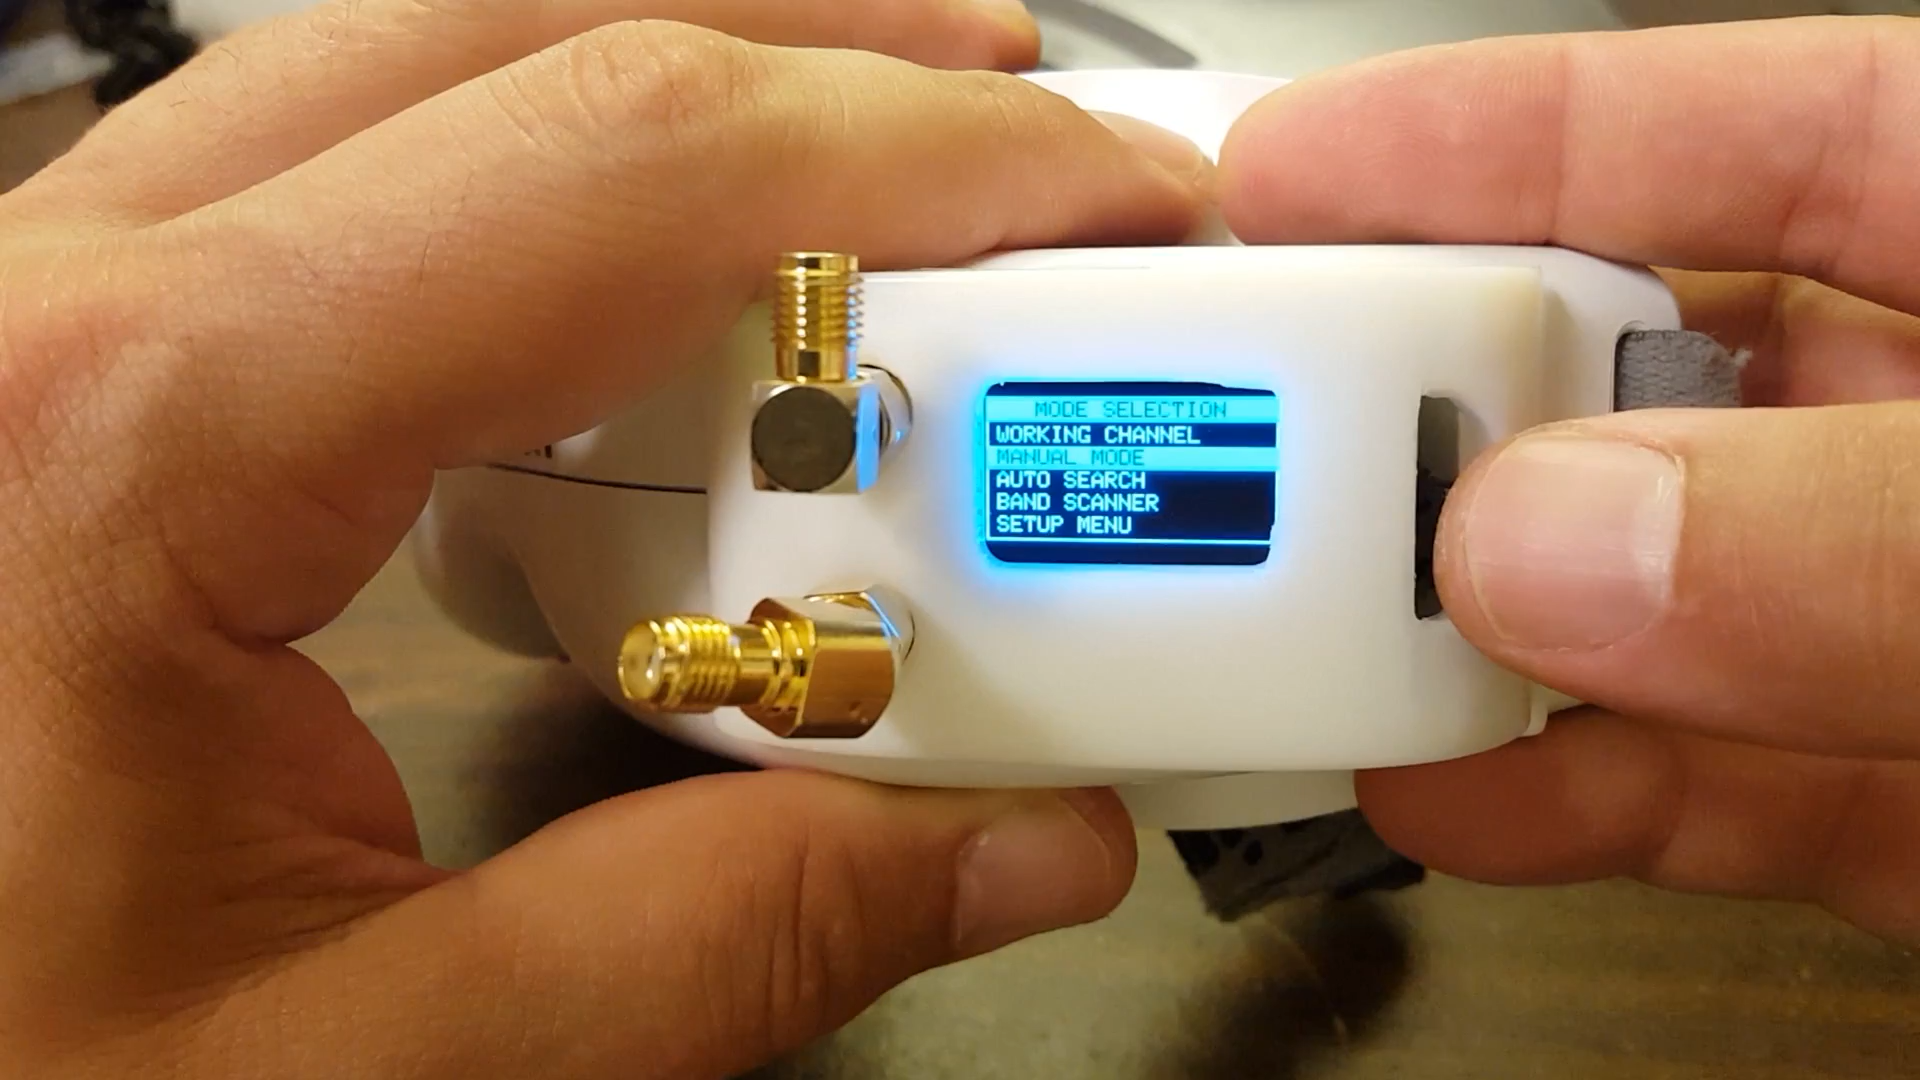 MODE SELECTION
WORKING CHANNEL
MANUAL MODE
AUTO SEARCH
BAND SCANNER
SETUP MENU